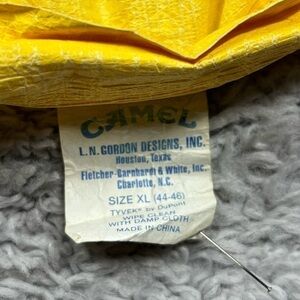 CAMEL
L.N. GORDON DESIGNS, INC.
Houston, Texas
Fletcher-Barnhardt & White, Inc.
Charlotte, N.C.
SIZE XL (44-46)
TYVEK® BY DuPont
WIPE CLEAN
WITH DAMP CLOTH
MADE IN CHINA